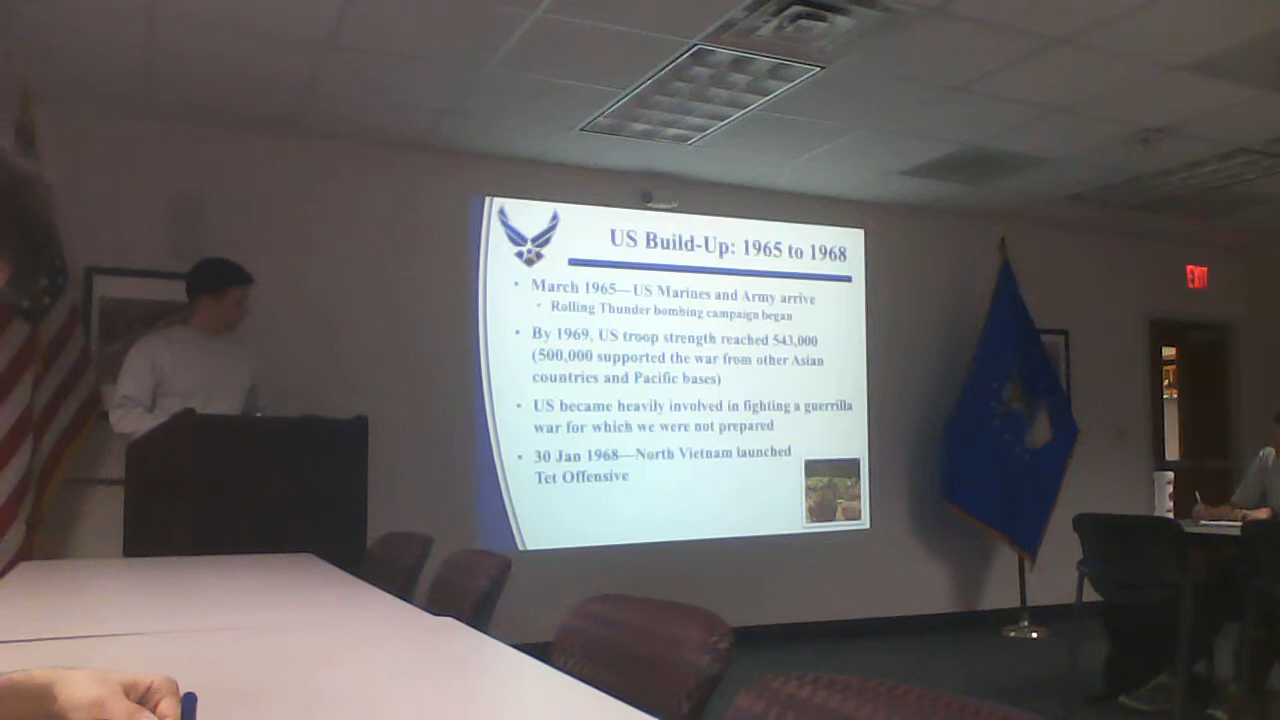 US Build-Up: 1965 to 1968
• March 1965—US Marines and Army arrive
• Rolling Thunder bombing campaign began
• By 1969, US troop strength reached 543,000
(500,000 supported the war from other Asian
countries and Pacific bases)
• US became heavily involved in fighting a guerrilla
war for which we were not prepared
• 30 Jan 1968—North Vietnam launched
Tet Offensive
EXIT